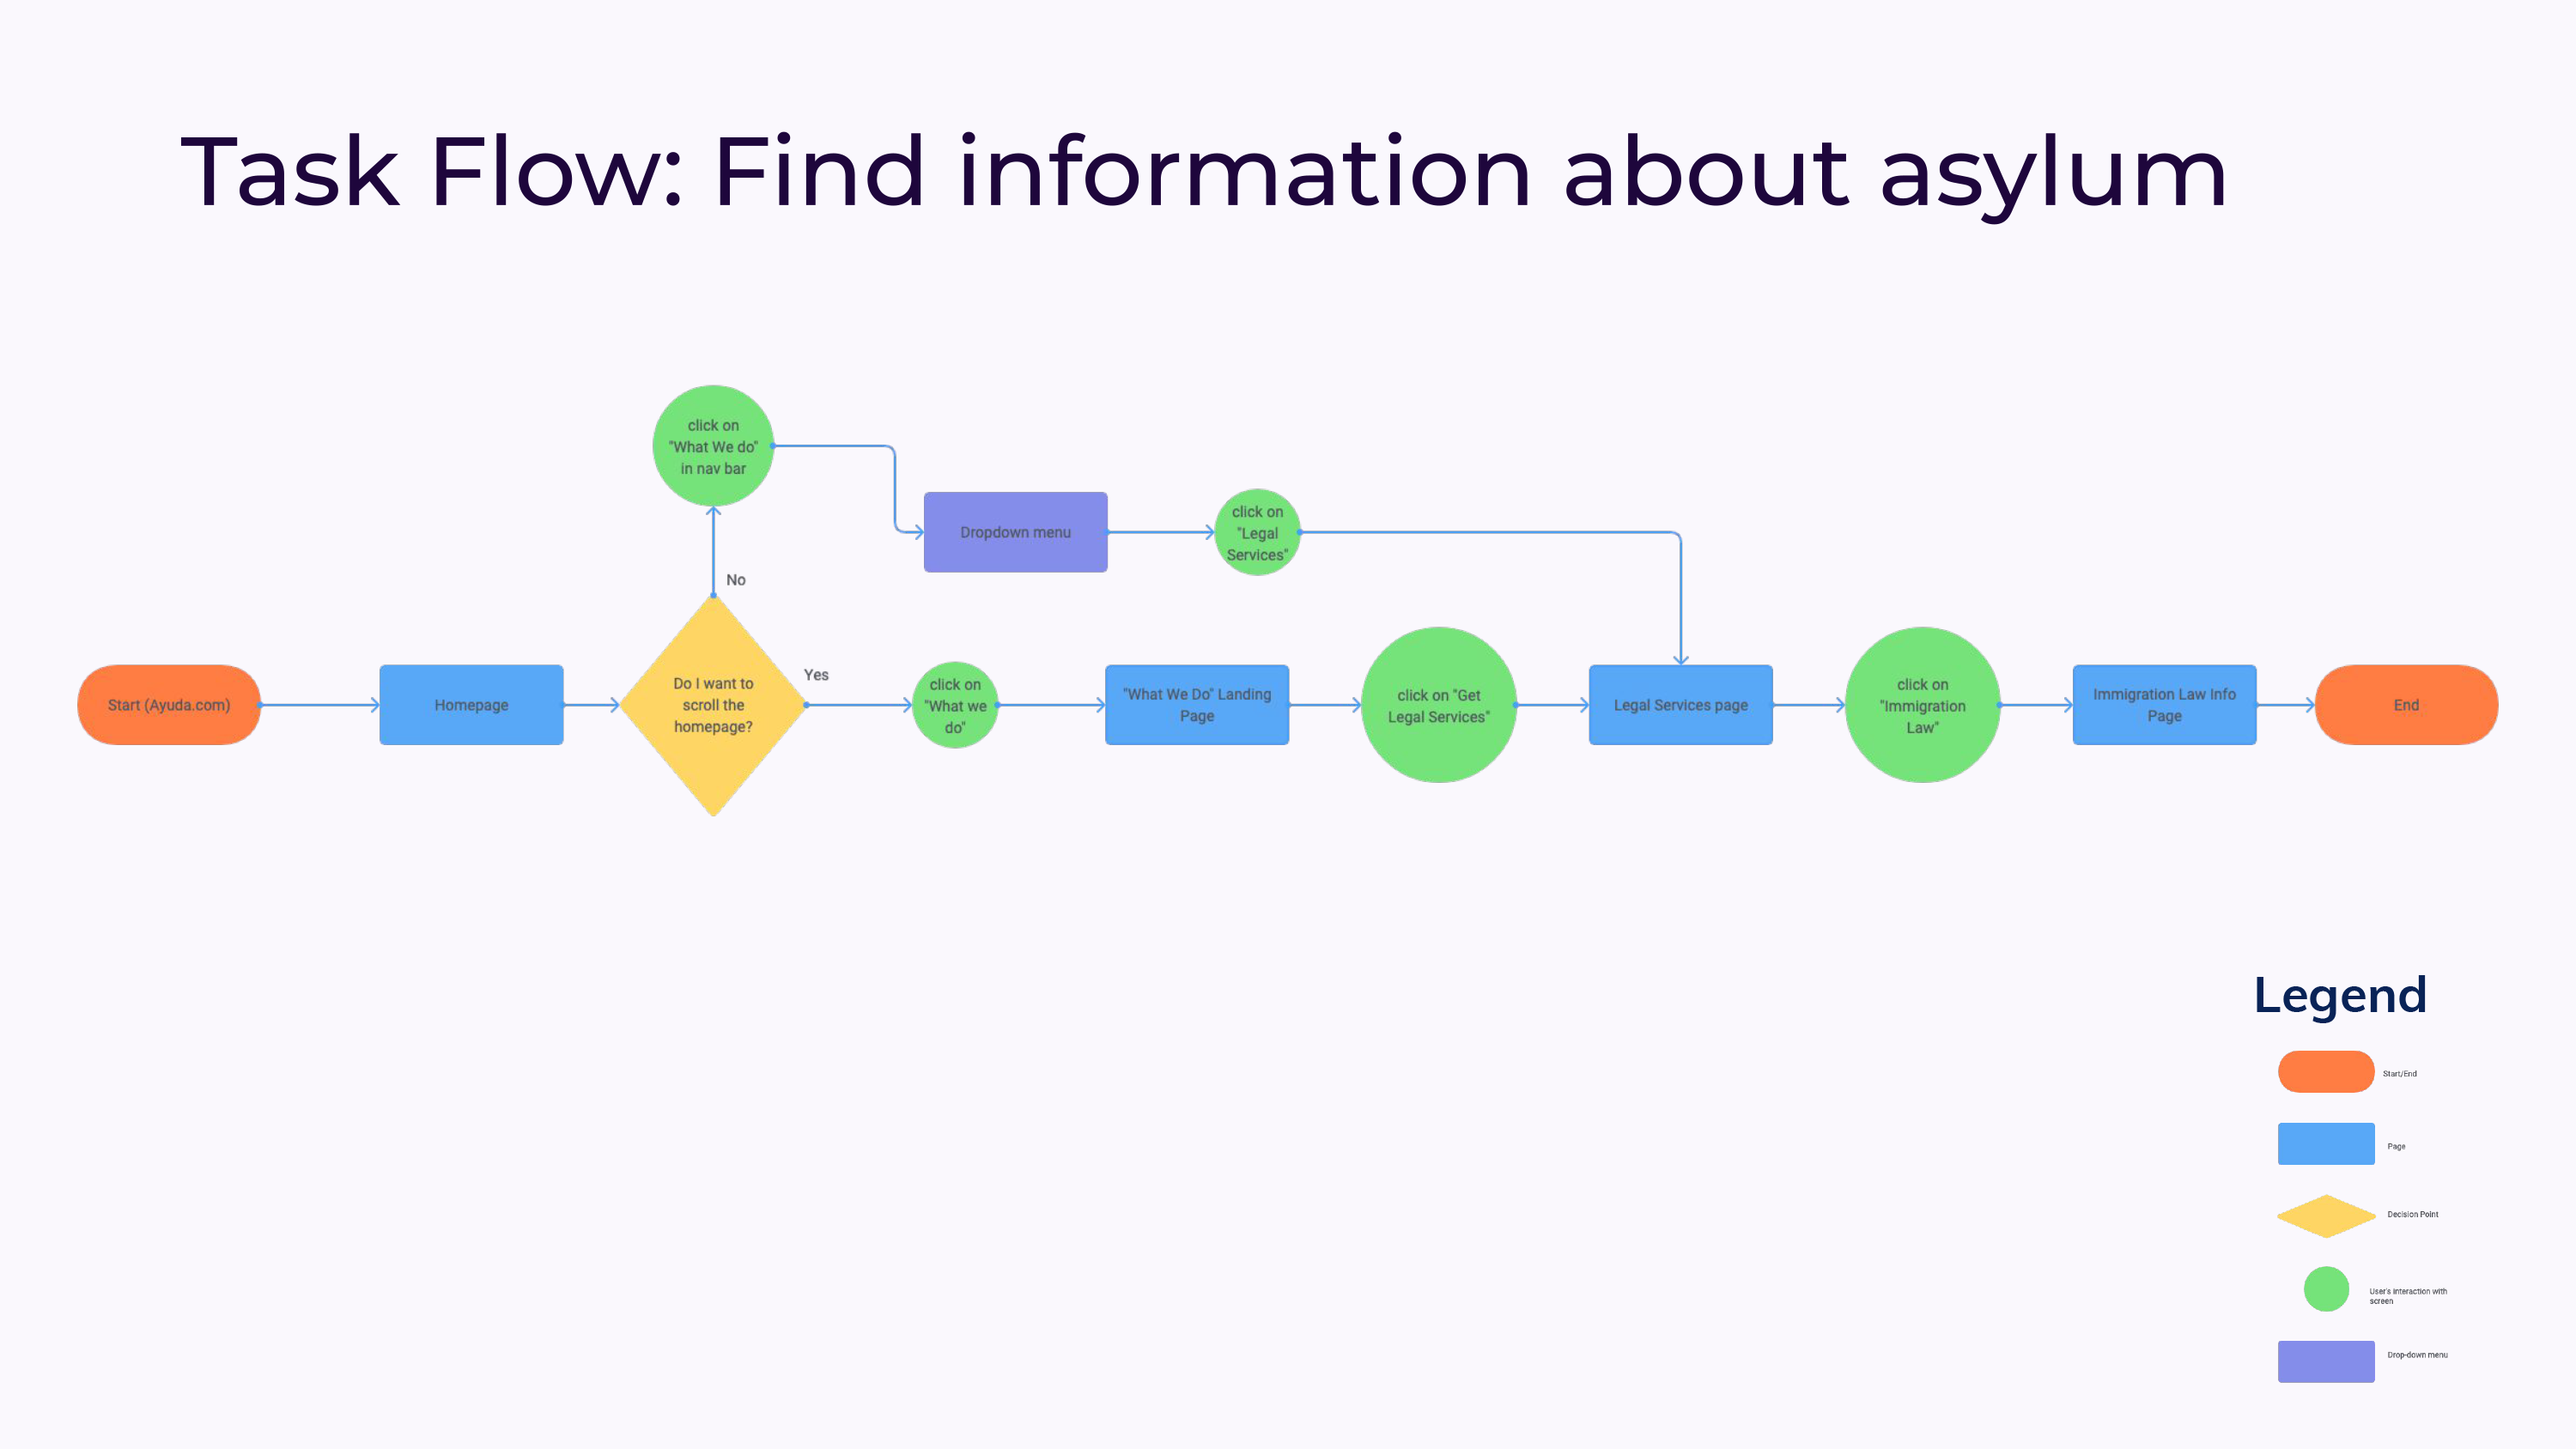 Task Flow: Find information about asylum
click on
"What We do"
in nav bar
Dropdown menu
click on
"Legal
Services"
No
Yes
Start (Ayuda.com)
Homepage
Do I want to
scroll the
homepage?
click on
"What we
do"
"What We Do" Landing
Page
click on "Get
Legal Services"
Legal Services page
click on
"Immigration
Law"
Immigration Law Info
Page
End
Legend
Start/End
Page
Decision Point
User's interaction with
screen
Drop-down menu